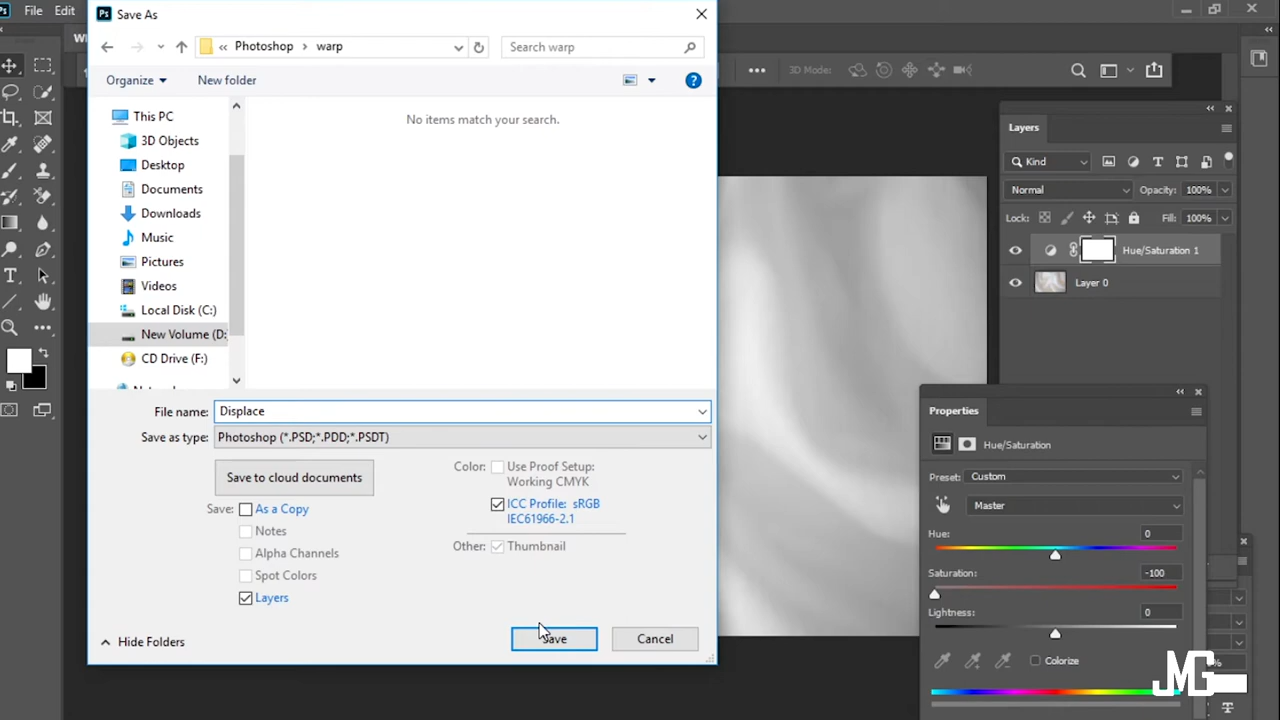 File Edit
Ps Save As
« Photoshop > warp
Search warp
Organize
New folder
This PC
3D Objects
Desktop
Documents
Downloads
Music
Pictures
Videos
Local Disk (C:)
New Volume (D:
CD Drive (F:)
No items match your search.
File name: Displace
Save as type: Photoshop (*.PSD;*.PDD;*.PSDT)
Save to cloud documents
Save: As a Copy
Notes
Alpha Channels
Spot Colors
Layers
Color: Use Proof Setup:
Working CMYK
ICC Profile: sRGB
IEC61966-2.1
Other: Thumbnail
Hide Folders
Save
Cancel
3D Mode:
Layers
Kind
Normal
Opacity: 100%
Lock:
Fill: 100%
Hue/Saturation 1
Layer 0
Properties
Hue/Saturation
Preset: Custom
Master
Hue: 0
Saturation: -100
Lightness: 0
Colorize
JMG